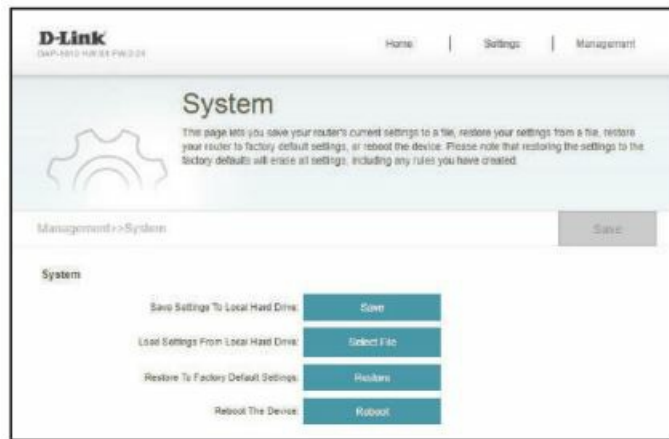 D-Link
Home | Settings | Management
System
This page lets you save your router's current settings to a file, restore your settings from a file, restore
your router to factory default settings, or reboot the device. Please note that restoring the settings to the
factory defaults will erase all settings, including any rules you have created.
Management>>System
Save
System
Save Settings To Local Hard Drive: Save
Load Settings From Local Hard Drive: Select File
Restore To Factory Default Settings: Restore
Reboot The Device: Reboot